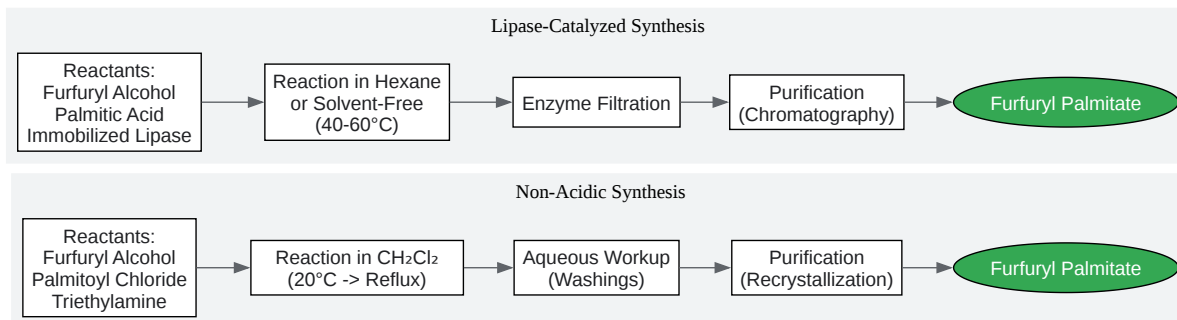 Lipase-Catalyzed Synthesis
Reactants:
Furfuryl Alcohol
Palmitic Acid
Immobilized Lipase
Reaction in Hexane
or Solvent-Free
(40-60°C)
Enzyme Filtration
Purification
(Chromatography)
Furfuryl Palmitate
Non-Acidic Synthesis
Reactants:
Furfuryl Alcohol
Palmitoyl Chloride
Triethylamine
Reaction in CH₂Cl₂
(20°C -> Reflux)
Aqueous Workup
(Washings)
Purification
(Recrystallization)
Furfuryl Palmitate